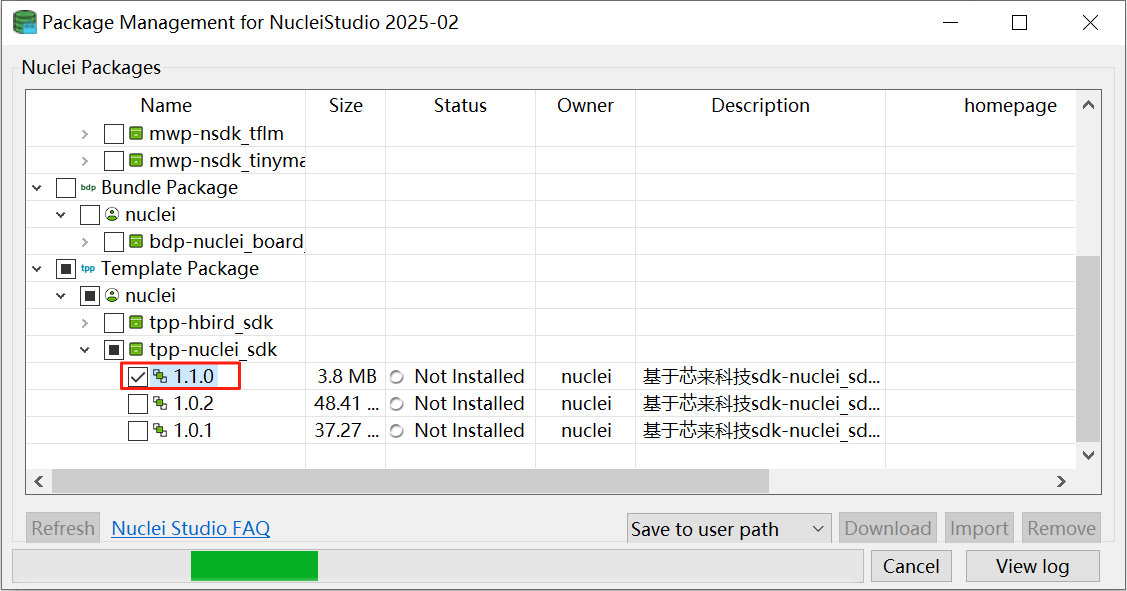 Package Management for NucleiStudio 2025-02
Nuclei Packages
Name Size Status Owner Description homepage
mwp-nsdk_tflm
mwp-nsdk_tinyma
bdp Bundle Package
nuclei
bdp-nuclei_board_
tpp Template Package
nuclei
tpp-hbird_sdk
tpp-nuclei_sdk
1.1.0 3.8 MB Not Installed nuclei 基于芯来科技sdk-nuclei_sd...
1.0.2 48.41 ... Not Installed nuclei 基于芯来科技sdk-nuclei_sd...
1.0.1 37.27 ... Not Installed nuclei 基于芯来科技sdk-nuclei_sd...
Refresh Nuclei Studio FAQ Save to user path Download Import Remove
Cancel View log